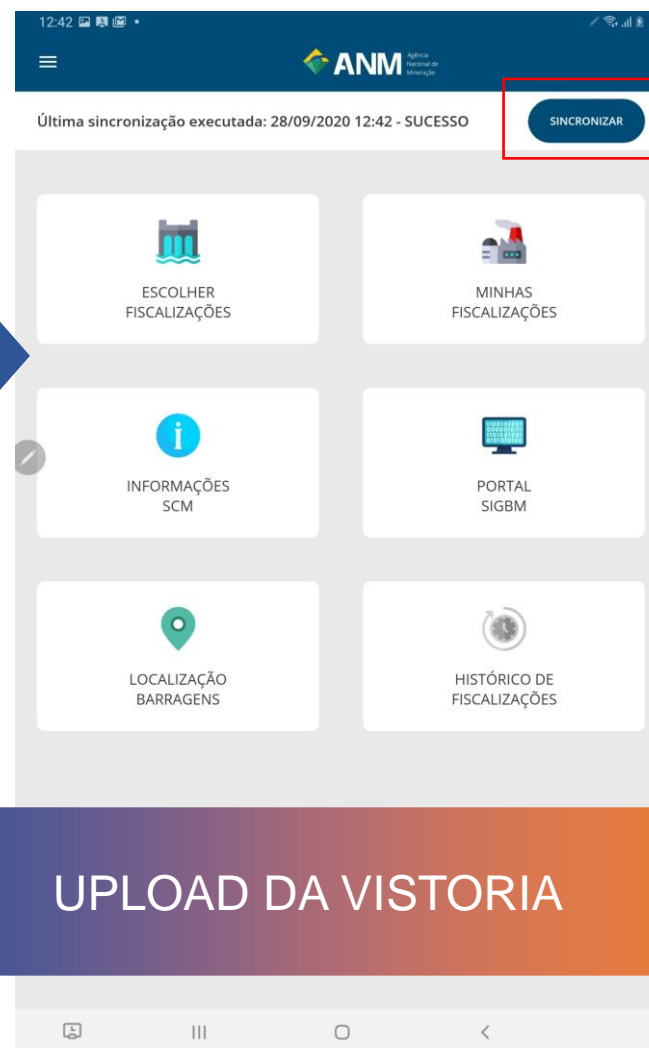 12:42
ANM
Agência
Nacional de
Mineração
Última sincronização executada: 28/09/2020 12:42 - SUCESSO
SINCRONIZAR
ESCOLHER
FISCALIZAÇÕES
MINHAS
FISCALIZAÇÕES
INFORMAÇÕES
SCM
PORTAL
SIGBM
LOCALIZAÇÃO
BARRAGENS
HISTÓRICO DE
FISCALIZAÇÕES
UPLOAD DA VISTORIA